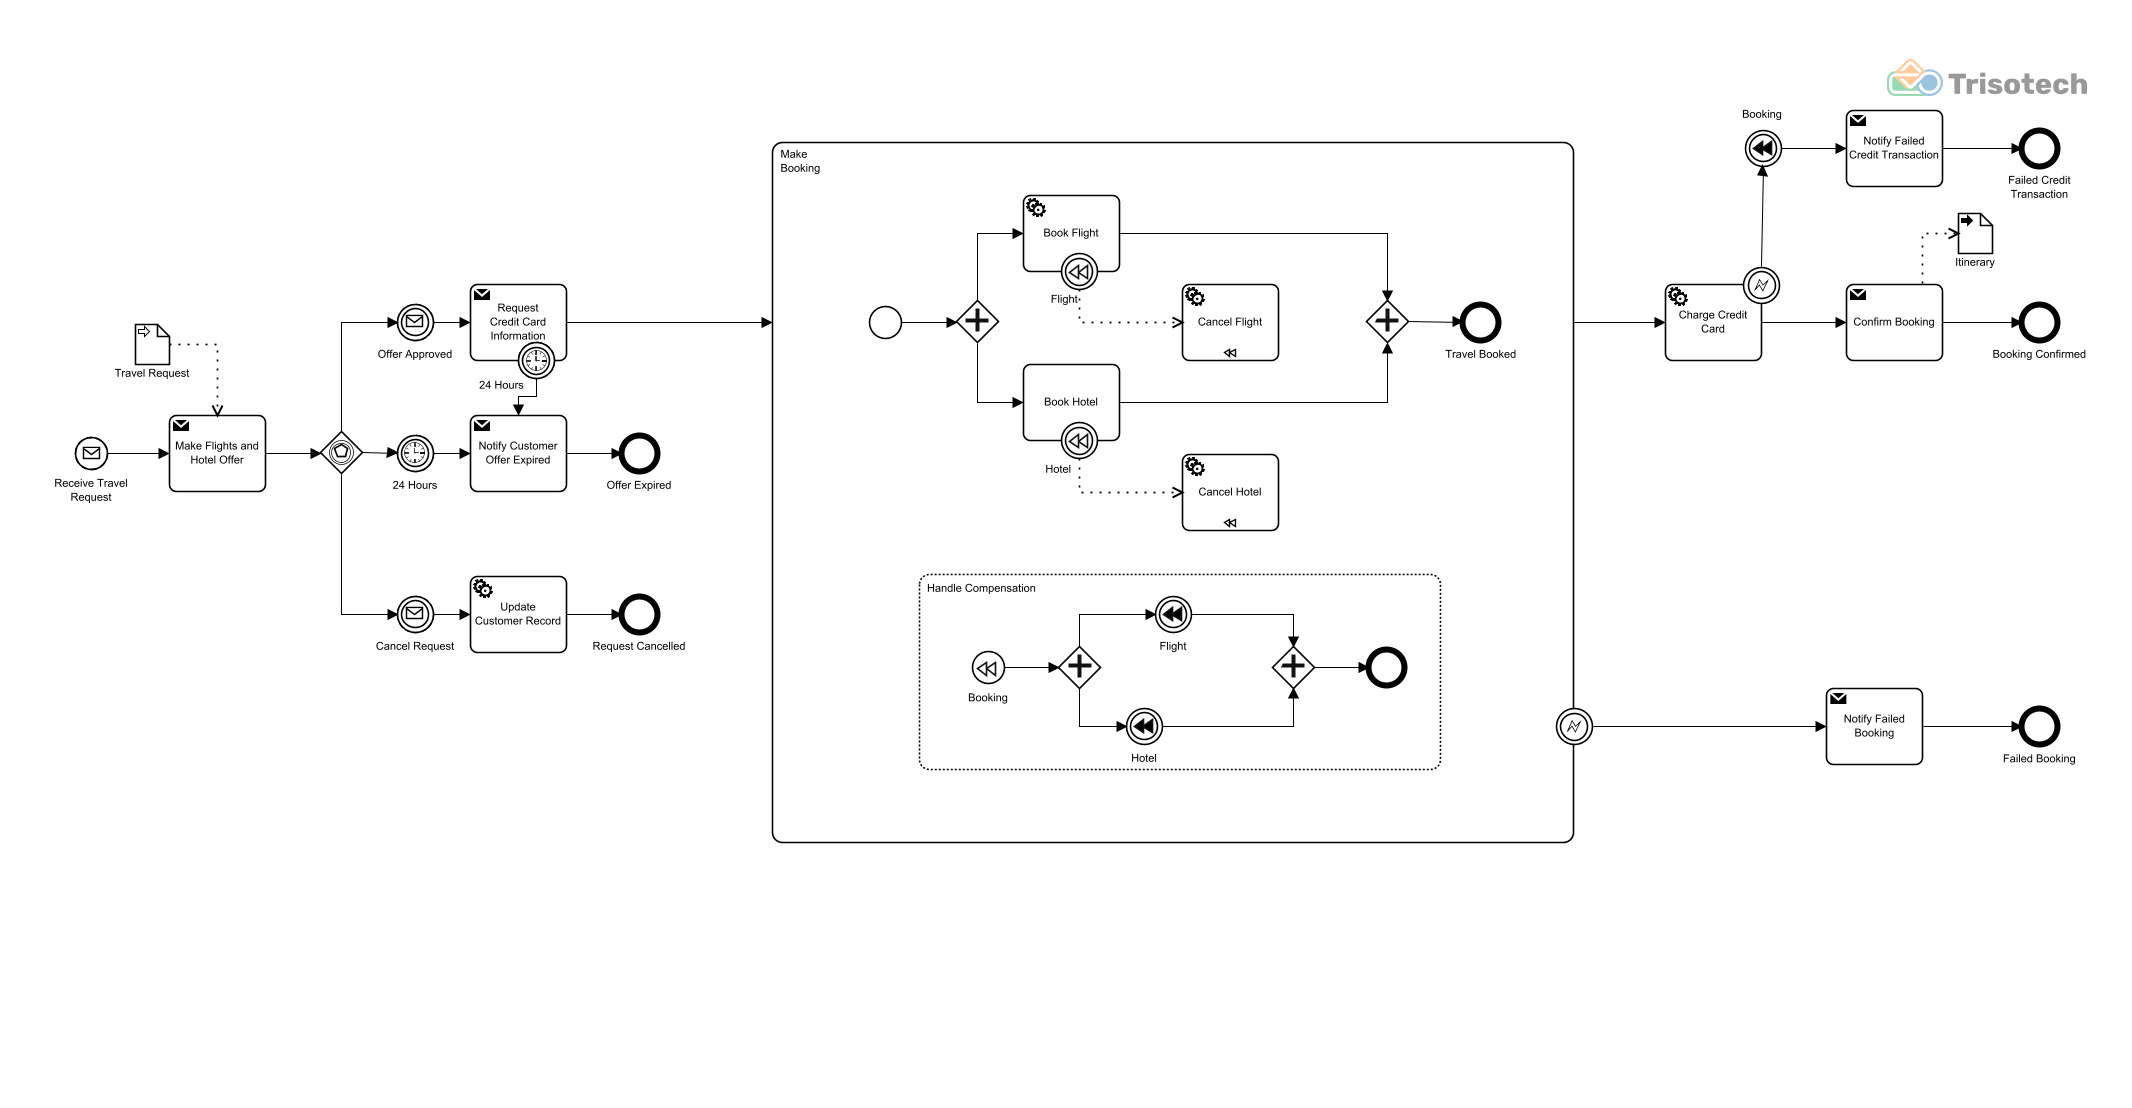 Trisotech
Booking
Notify Failed
Credit Transaction
Failed Credit
Transaction
Make
Booking
Book Flight
Flight
Cancel Flight
Travel Booked
Book Hotel
Hotel
Cancel Hotel
Handle Compensation
Booking
Flight
Hotel
Itinerary
Charge Credit
Card
Confirm Booking
Booking Confirmed
Offer Approved
Request
Credit Card
Information
24 Hours
Travel Request
Receive Travel
Request
Make Flights and
Hotel Offer
24 Hours
Notify Customer
Offer Expired
Offer Expired
Cancel Request
Update
Customer Record
Request Cancelled
Notify Failed
Booking
Failed Booking